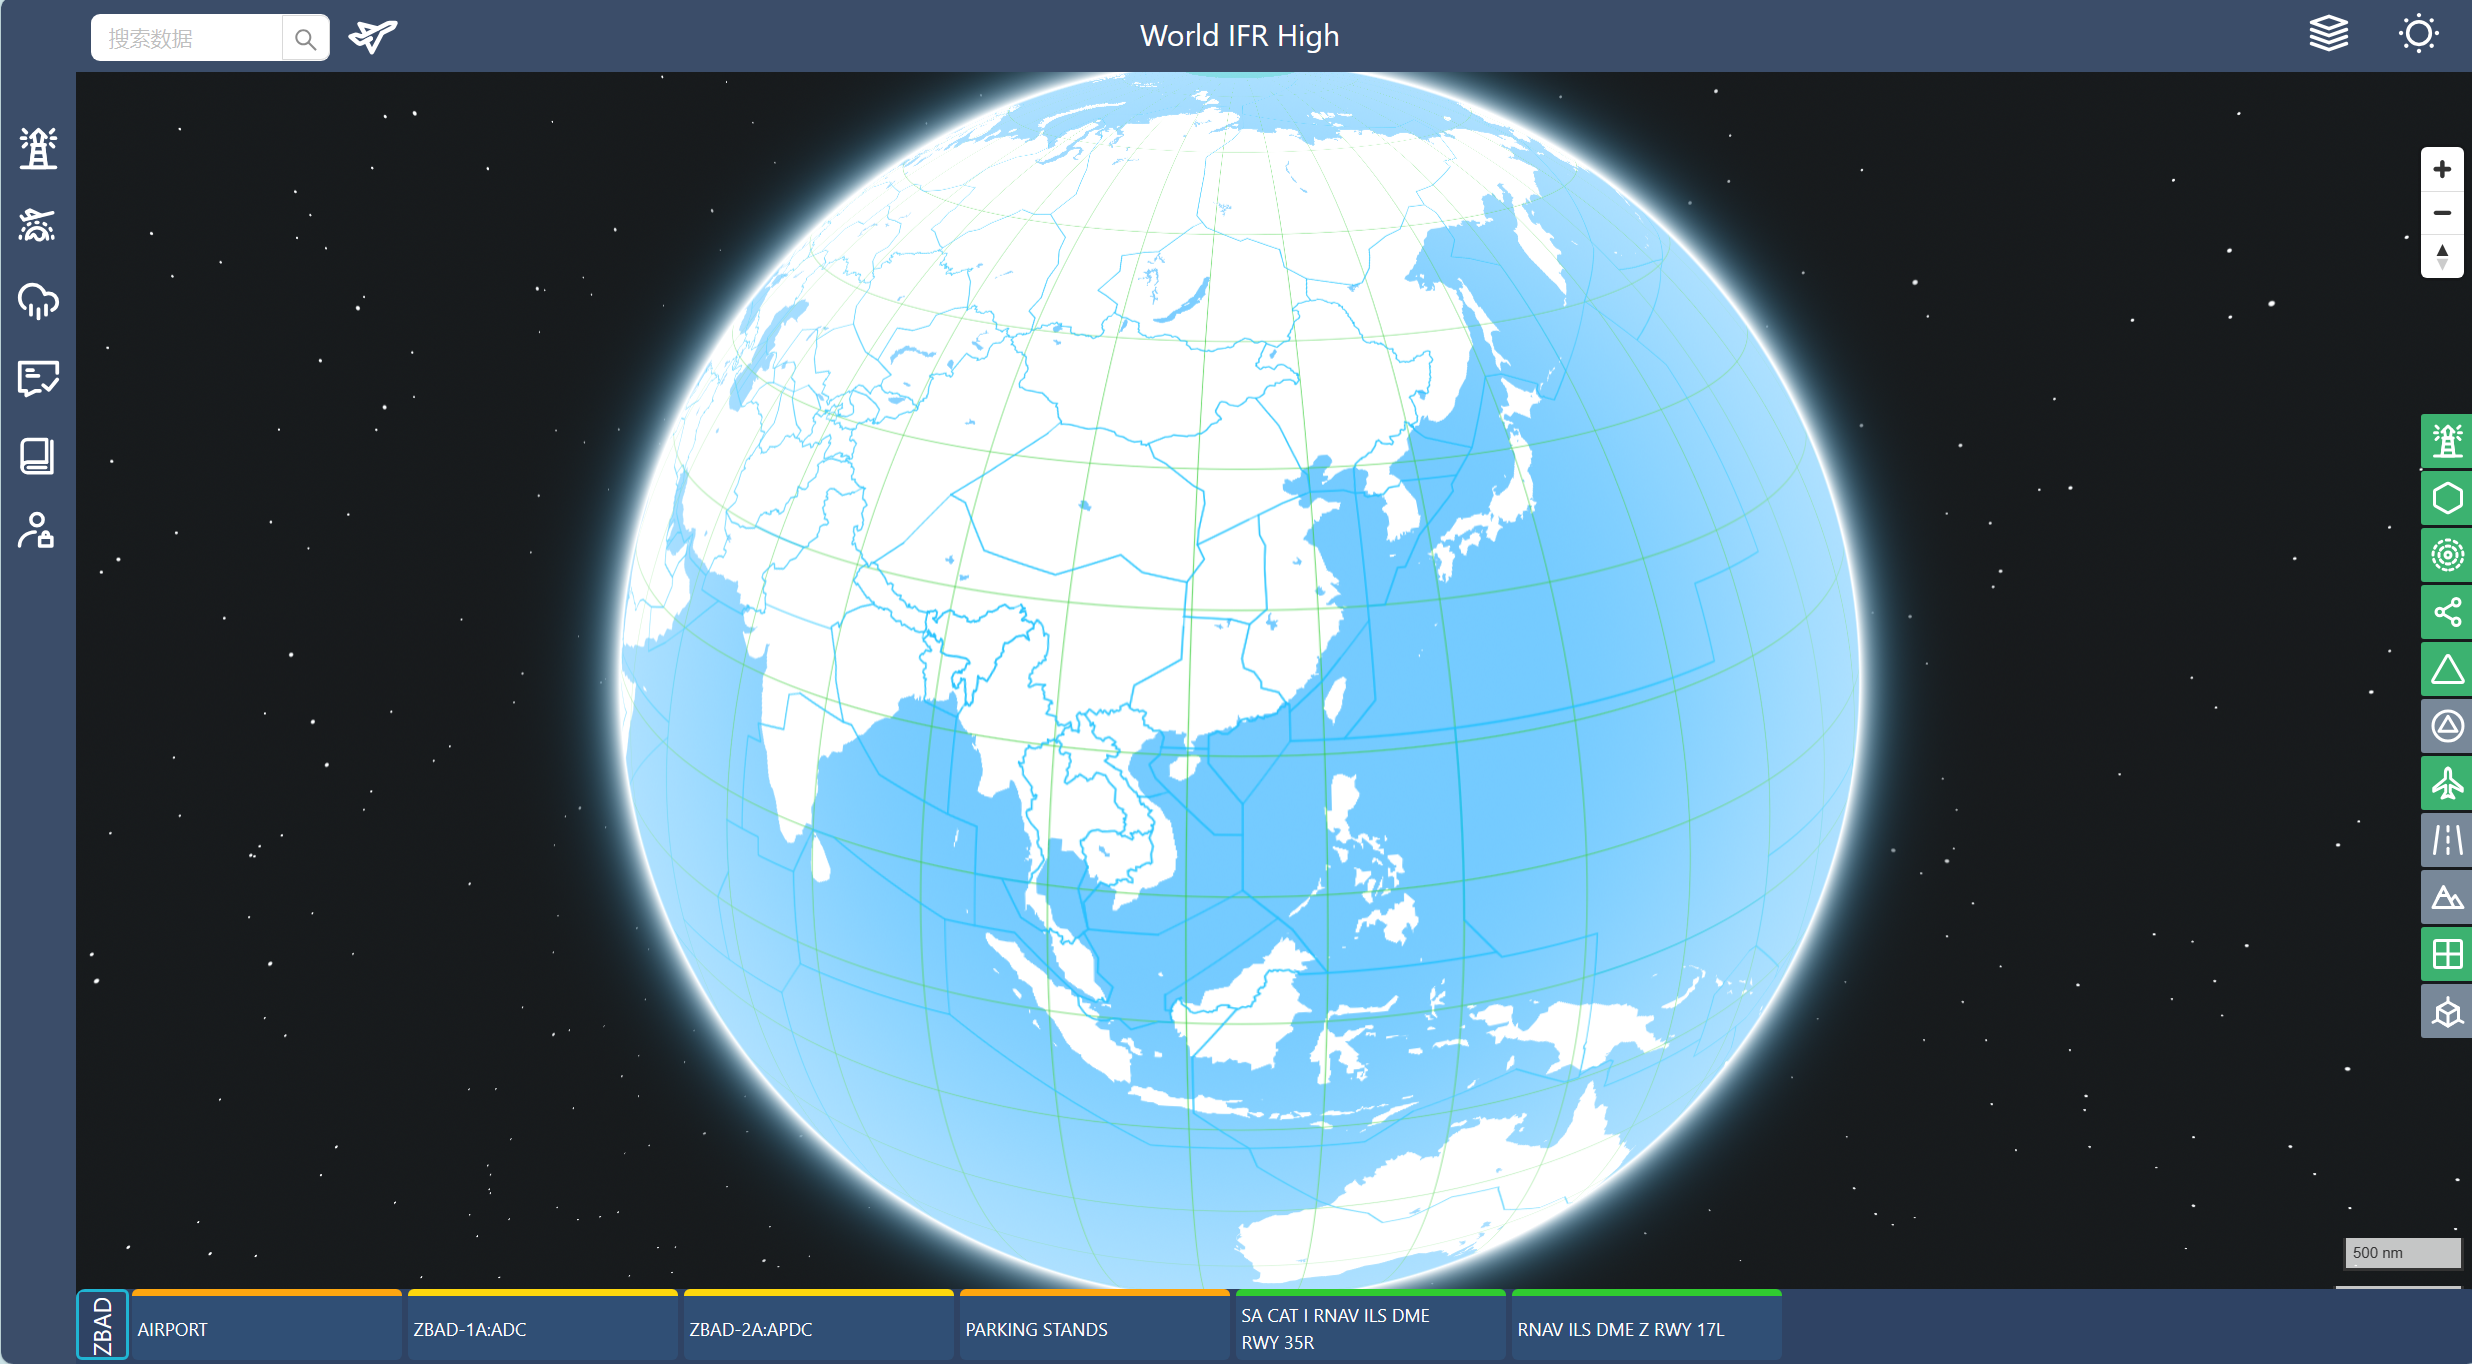 搜索数据
World IFR High
500 nm
ZBAD
AIRPORT
ZBAD-1A:ADC
ZBAD-2A:APDC
PARKING STANDS
SA CAT I RNAV ILS DME
RWY 35R
RNAV ILS DME Z RWY 17L